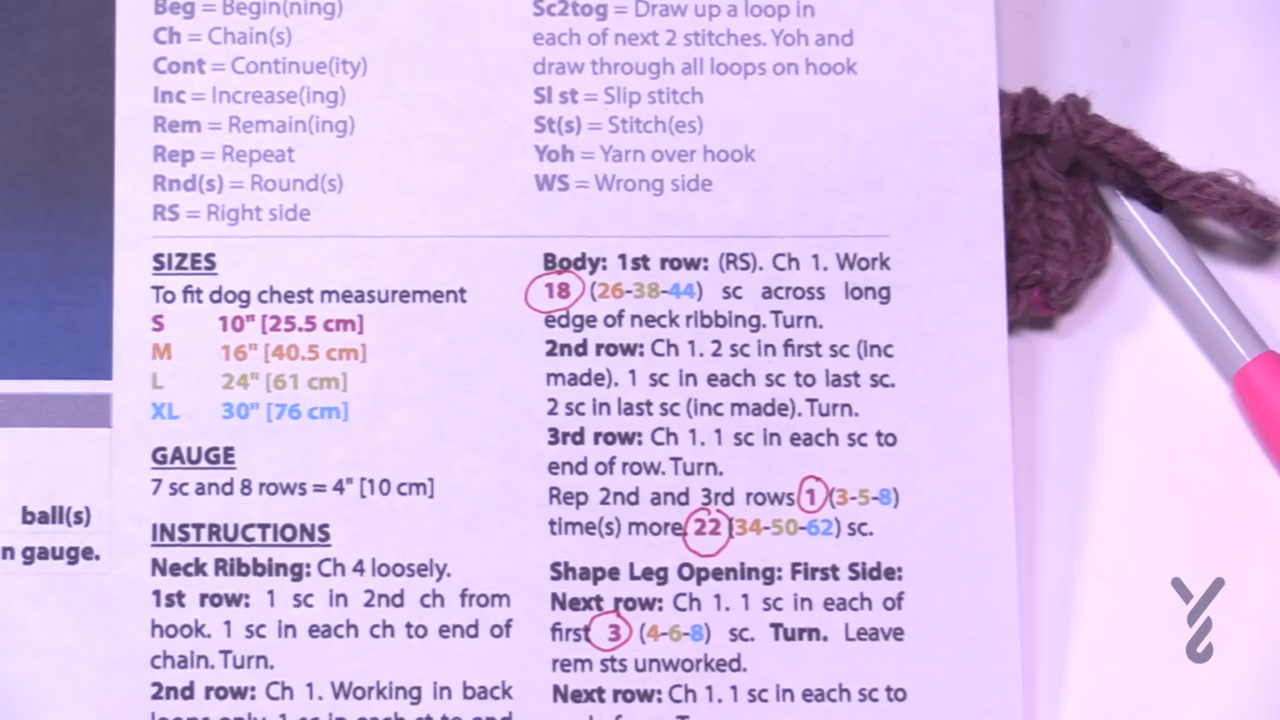 Beg = Begin(ning)
Ch = Chain(s)
Cont = Continue(ity)
Inc = Increase(ing)
Rem = Remain(ing)
Rep = Repeat
Rnd(s) = Round(s)
RS = Right side
Sc2tog = Draw up a loop in
each of next 2 stitches. Yoh and
draw through all loops on hook
Sl st = Slip stitch
St(s) = Stitch(es)
Yoh = Yarn over hook
WS = Wrong side
ball(s)
n gauge.
SIZES
To fit dog chest measurement
S 10" [25.5 cm]
M 16" [40.5 cm]
L 24" [61 cm]
XL 30" [76 cm]
GAUGE
7 sc and 8 rows = 4" [10 cm]
INSTRUCTIONS
Neck Ribbing: Ch 4 loosely.
1st row: 1 sc in 2nd ch from
hook. 1 sc in each ch to end of
chain. Turn.
2nd row: Ch 1. Working in back
loops only, 1 sc in each st to end
Body: 1st row: (RS). Ch 1. Work
18 (26-38-44) sc across long
edge of neck ribbing. Turn.
2nd row: Ch 1. 2 sc in first sc (inc
made). 1 sc in each sc to last sc.
2 sc in last sc (inc made). Turn.
3rd row: Ch 1. 1 sc in each sc to
end of row. Turn.
Rep 2nd and 3rd rows 1 (3-5-8)
time(s) more. 22 (34-50-62) sc.
Shape Leg Opening: First Side:
Next row: Ch 1. 1 sc in each of
first 3 (4-6-8) sc. Turn. Leave
rem sts unworked.
Next row: Ch 1. 1 sc in each sc to